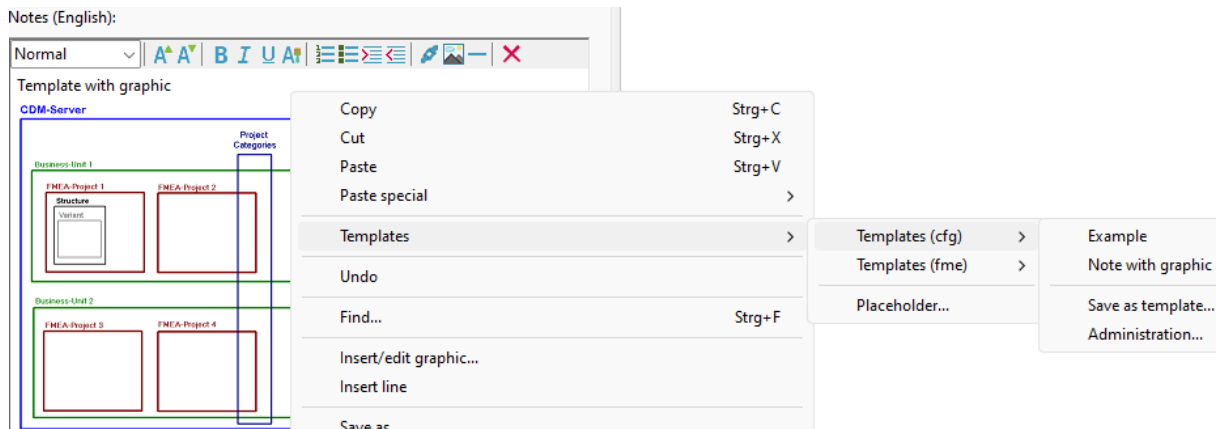 Notes (English):
Normal
Template with graphic
CDM-Server
Project
Categories
Business-Unit 1
FMEA-Project 1
FMEA-Project 2
Structure
Variant
Business-Unit 2
FMEA-Project 3
FMEA-Project 4
Copy Strg+C
Cut Strg+X
Paste Strg+V
Paste special
Templates
Undo
Find... Strg+F
Insert/edit graphic...
Insert line
Save as
Templates (cfg)
Templates (fme)
Placeholder...
Example
Note with graphic
Save as template...
Administration...